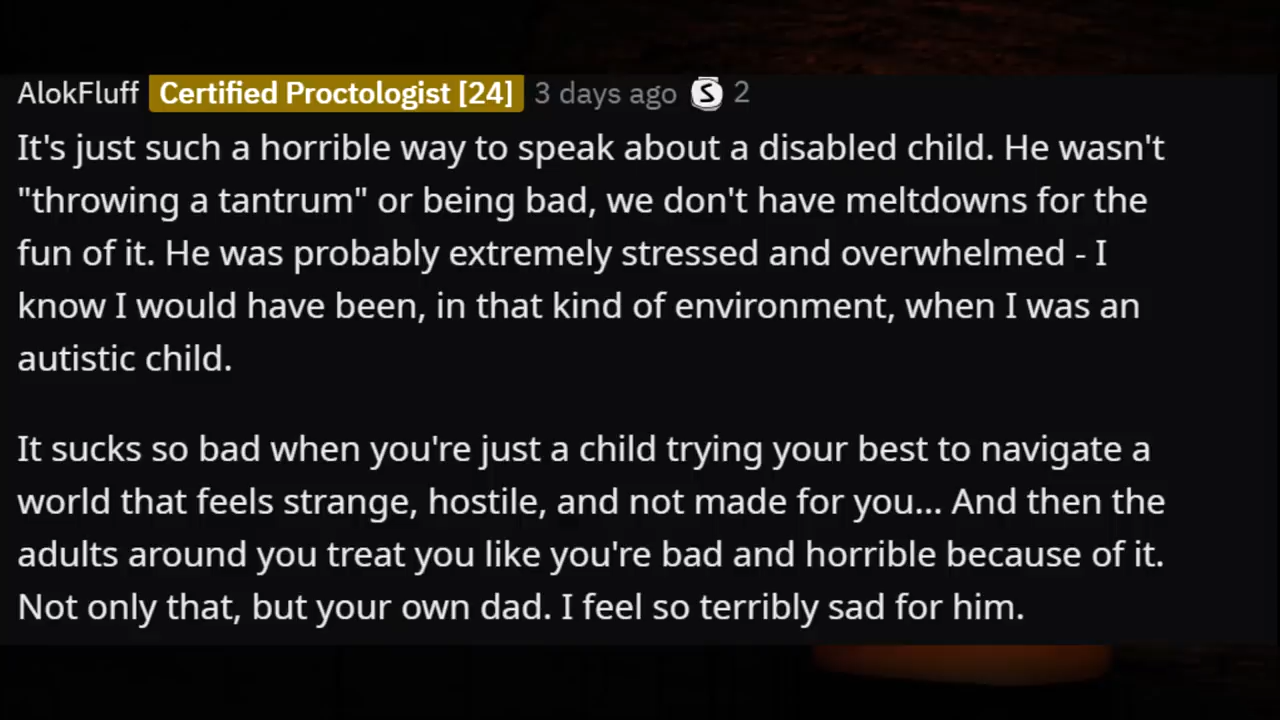 AlokFluff Certified Proctologist [24] 3 days ago S 2
It's just such a horrible way to speak about a disabled child. He wasn't
"throwing a tantrum" or being bad, we don't have meltdowns for the
fun of it. He was probably extremely stressed and overwhelmed - I
know I would have been, in that kind of environment, when I was an
autistic child.
It sucks so bad when you're just a child trying your best to navigate a
world that feels strange, hostile, and not made for you... And then the
adults around you treat you like you're bad and horrible because of it.
Not only that, but your own dad. I feel so terribly sad for him.